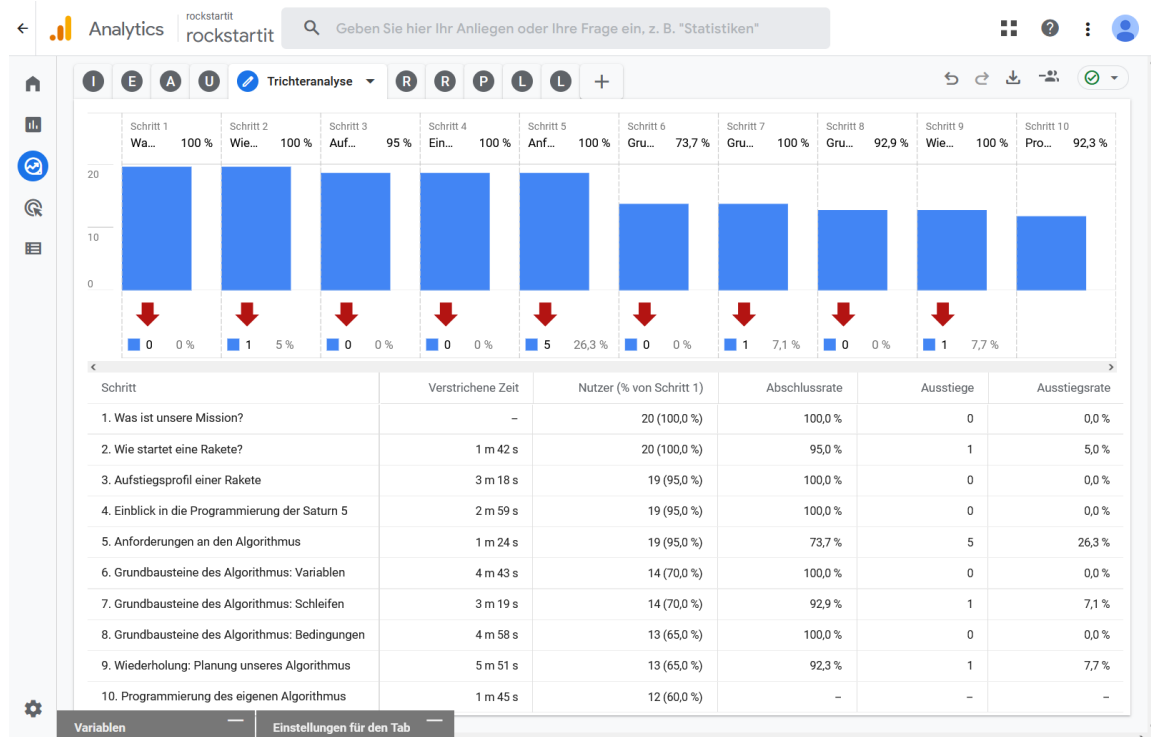 rockstartit
Analytics rockstartit
Geben Sie hier Ihr Anliegen oder Ihre Frage ein, z. B. "Statistiken"
I E A U Trichteranalyse R R P L L
Schritt 1 Schritt 2 Schritt 3 Schritt 4 Schritt 5 Schritt 6 Schritt 7 Schritt 8 Schritt 9 Schritt 10
Wa... 100 % Wie... 100 % Auf... 95 % Ein... 100 % Anf... 100 % Gru... 73,7 % Gru... 100 % Gru... 92,9 % Wie... 100 % Pro... 92,3 %
20
10
0
0 0 % 1 5 % 0 0 % 0 0 % 5 26,3 % 0 0 % 1 7,1 % 0 0 % 1 7,7 %
Schritt Verstrichene Zeit Nutzer (% von Schritt 1) Abschlussrate Ausstiege Ausstiegsrate
1. Was ist unsere Mission? – 20 (100,0 %) 100,0 % 0 0,0 %
2. Wie startet eine Rakete? 1 m 42 s 20 (100,0 %) 95,0 % 1 5,0 %
3. Aufstiegsprofil einer Rakete 3 m 18 s 19 (95,0 %) 100,0 % 0 0,0 %
4. Einblick in die Programmierung der Saturn 5 2 m 59 s 19 (95,0 %) 100,0 % 0 0,0 %
5. Anforderungen an den Algorithmus 1 m 24 s 19 (95,0 %) 73,7 % 5 26,3 %
6. Grundbausteine des Algorithmus: Variablen 4 m 43 s 14 (70,0 %) 100,0 % 0 0,0 %
7. Grundbausteine des Algorithmus: Schleifen 3 m 19 s 14 (70,0 %) 92,9 % 1 7,1 %
8. Grundbausteine des Algorithmus: Bedingungen 4 m 58 s 13 (65,0 %) 100,0 % 0 0,0 %
9. Wiederholung: Planung unseres Algorithmus 5 m 51 s 13 (65,0 %) 92,3 % 1 7,7 %
10. Programmierung des eigenen Algorithmus 1 m 45 s 12 (60,0 %) – – –
Variablen Einstellungen für den Tab